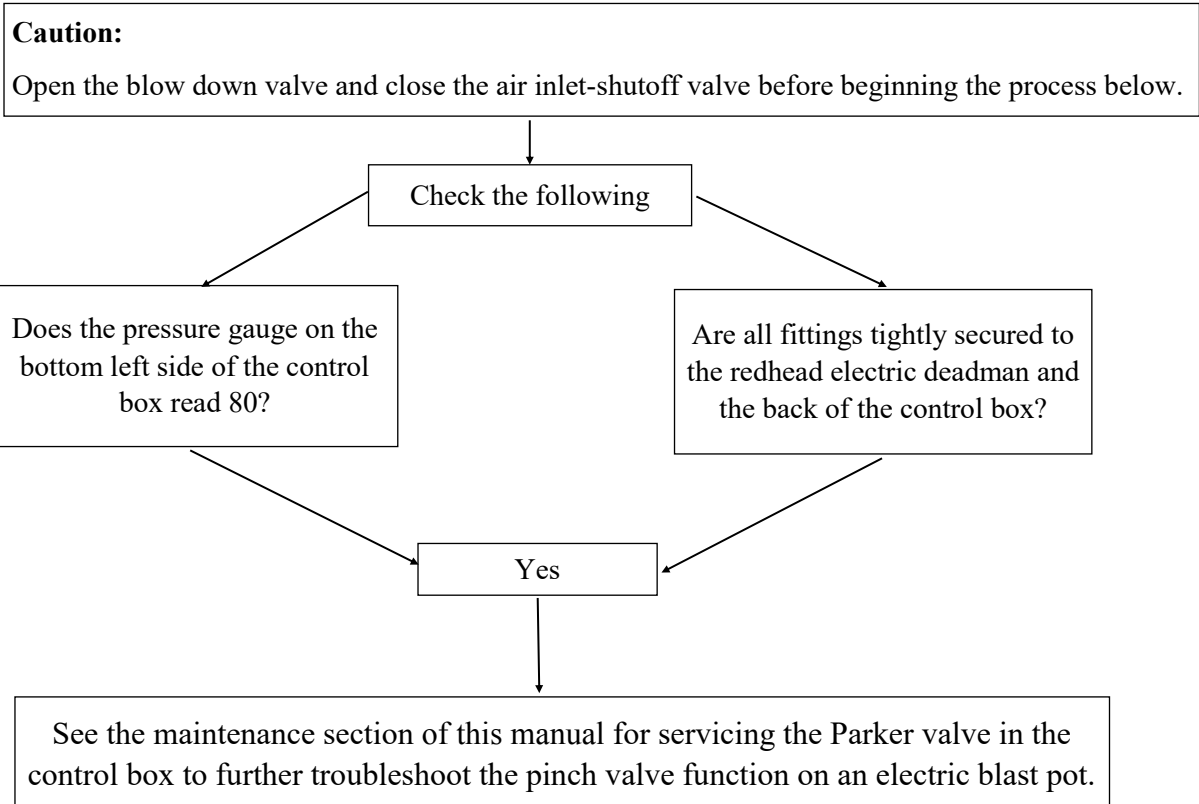 Caution:
Open the blow down valve and close the air inlet-shutoff valve before beginning the process below.
Check the following
Does the pressure gauge on the
bottom left side of the control
box read 80?
Are all fittings tightly secured to
the redhead electric deadman and
the back of the control box?
Yes
See the maintenance section of this manual for servicing the Parker valve in the
control box to further troubleshoot the pinch valve function on an electric blast pot.